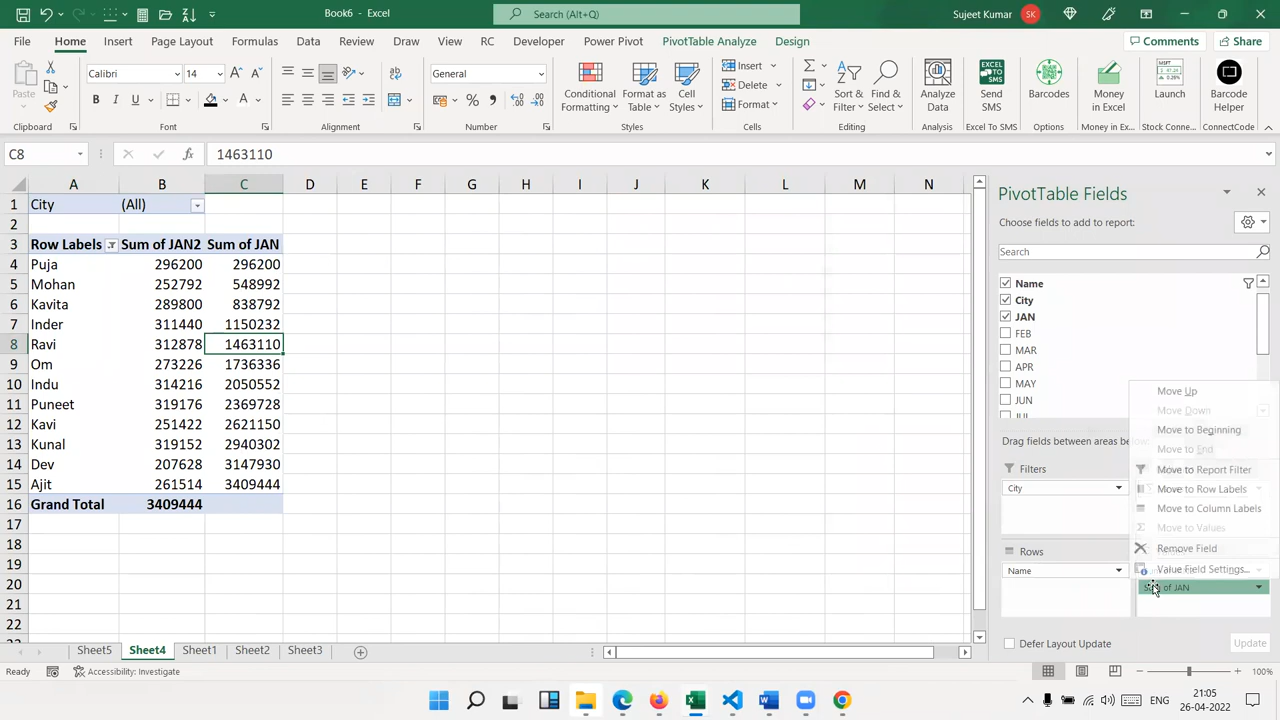 Book6 - Excel
Search (Alt+Q)
Sujeet Kumar
SK
File Home Insert Page Layout Formulas Data Review View RC Developer Power Pivot PivotTable Analyze Design
Comments
Share
Paste
Calibri
14
General
B I U
Conditional Formatting
Format as Table
Cell Styles
Insert
Delete
Format
Sort & Filter
Find & Select
Analyze Data
Send SMS
Barcodes
Money in Excel
Launch
Barcode Helper
Clipboard Font Alignment Number Styles Cells Editing Analysis Excel To SMS Options Money in Ex... Stock Conne... ConnectCode
C8
fx
1463110
A B C D E F G H I J K L M N
1 City (All)
2
3 Row Labels Sum of JAN2 Sum of JAN
4 Puja 296200 296200
5 Mohan 252792 548992
6 Kavita 289800 838792
7 Inder 311440 1150232
8 Ravi 312878 1463110
9 Om 273226 1736336
10 Indu 314216 2050552
11 Puneet 319176 2369728
12 Kavi 251422 2621150
13 Kunal 319152 2940302
14 Dev 207628 3147930
15 Ajit 261514 3409444
16 Grand Total 3409444
17
18
19
20
21
22
PivotTable Fields
Choose fields to add to report:
Search
Name
City
JAN
FEB
MAR
APR
MAY
JUN
Drag fields between areas be
Filters
City
Rows
Name
Move Up
Move Down
Move to Beginning
Move to End
Move to Report Filter
Move to Row Labels
Move to Column Labels
Move to Values
Remove Field
Value Field Settings...
Sum of JAN
Defer Layout Update
Update
Sheet5 Sheet4 Sheet1 Sheet2 Sheet3
Ready
Accessibility: Investigate
100%
ENG
21:05
26-04-2022